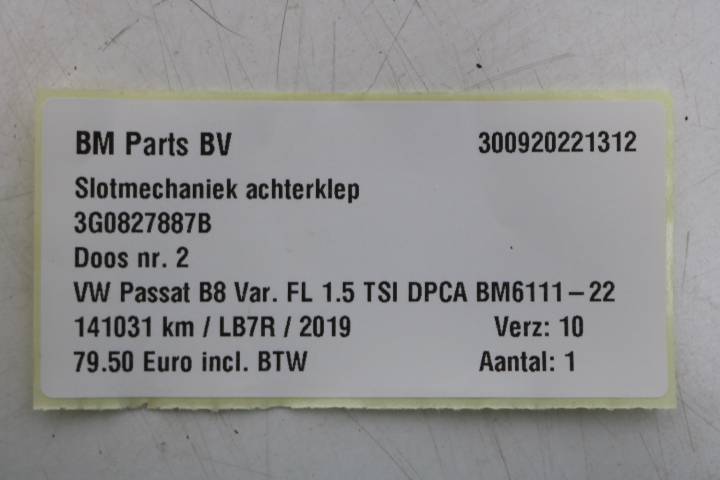 BM Parts BV 300920221312
Slotmechaniek achterklep
3G0827887B
Doos nr. 2
VW Passat B8 Var. FL 1.5 TSI DPCA BM6111-22
141031 km / LB7R / 2019 Verz: 10
79.50 Euro incl. BTW Aantal: 1